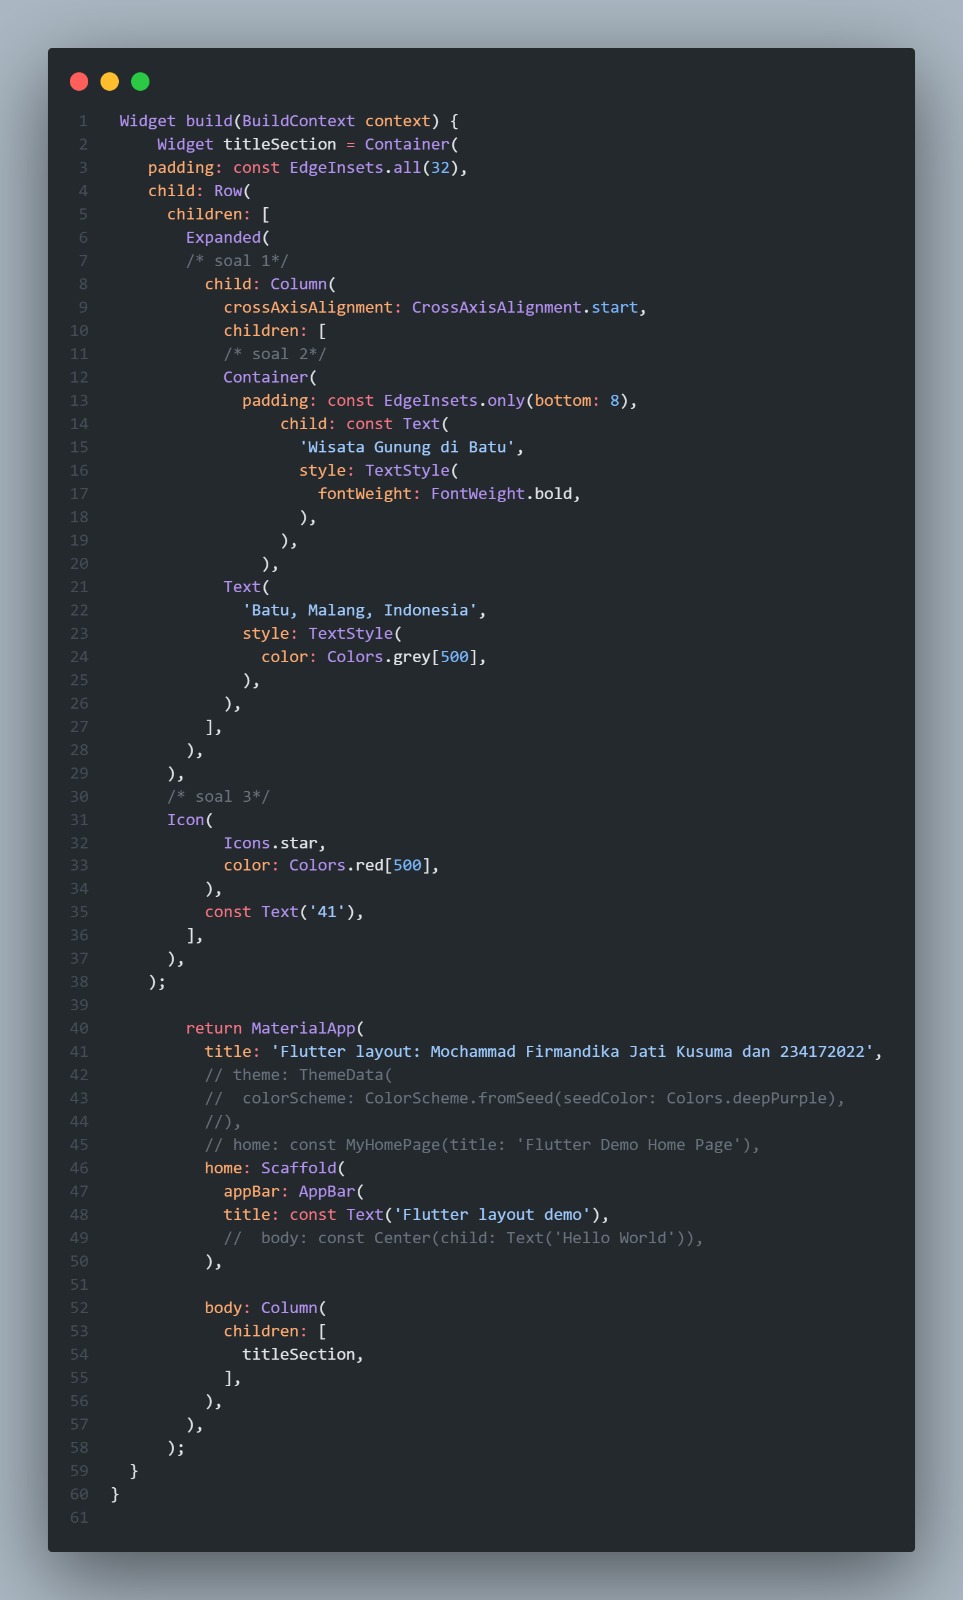 1 Widget build(BuildContext context) {
2 Widget titleSection = Container(
3 padding: const EdgeInsets.all(32),
4 child: Row(
5 children: [
6 Expanded(
7 /* soal 1*/
8 child: Column(
9 crossAxisAlignment: CrossAxisAlignment.start,
10 children: [
11 /* soal 2*/
12 Container(
13 padding: const EdgeInsets.only(bottom: 8),
14 child: const Text(
15 'Wisata Gunung di Batu',
16 style: TextStyle(
17 fontWeight: FontWeight.bold,
18 ),
19 ),
20 ),
21 Text(
22 'Batu, Malang, Indonesia',
23 style: TextStyle(
24 color: Colors.grey[500],
25 ),
26 ),
27 ],
28 ),
29 ),
30 /* soal 3*/
31 Icon(
32 Icons.star,
33 color: Colors.red[500],
34 ),
35 const Text('41'),
36 ],
37 ),
38 );
39
40 return MaterialApp(
41 title: 'Flutter layout: Mochammad Firmandika Jati Kusuma dan 234172022',
42 // theme: ThemeData(
43 //  colorScheme: ColorScheme.fromSeed(seedColor: Colors.deepPurple),
44 //),
45 // home: const MyHomePage(title: 'Flutter Demo Home Page'),
46 home: Scaffold(
47 appBar: AppBar(
48 title: const Text('Flutter layout demo'),
49 //  body: const Center(child: Text('Hello World')),
50 ),
51
52 body: Column(
53 children: [
54 titleSection,
55 ],
56 ),
57 ),
58 );
59 }
60 }
61